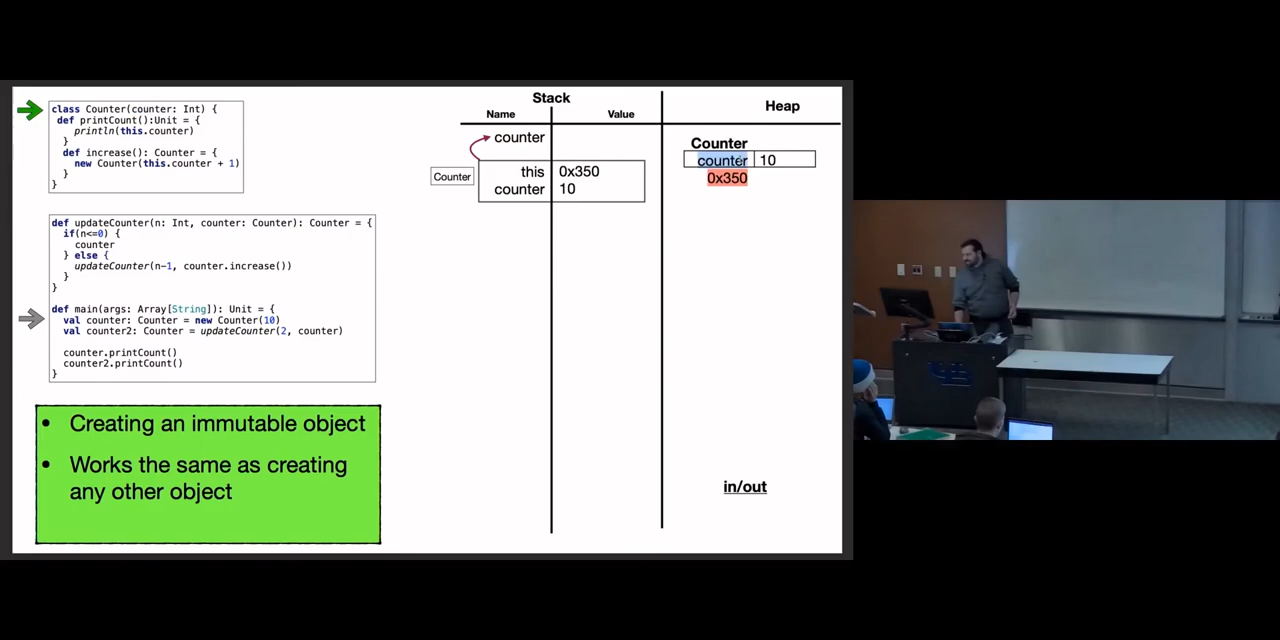 class Counter(counter: Int) {
def printCount():Unit = {
println(this.counter)
}
def increase(): Counter = {
new Counter(this.counter + 1)
}
}
def updateCounter(n: Int, counter: Counter): Counter = {
if(n<=0) {
counter
} else {
updateCounter(n-1, counter.increase())
}
}
def main(args: Array[String]): Unit = {
val counter: Counter = new Counter(10)
val counter2: Counter = updateCounter(2, counter)
counter.printCount()
counter2.printCount()
}
• Creating an immutable object
• Works the same as creating
any other object
Stack
Name Value
counter
Counter
this 0x350
counter 10
Heap
Counter
counter 10
0x350
in/out